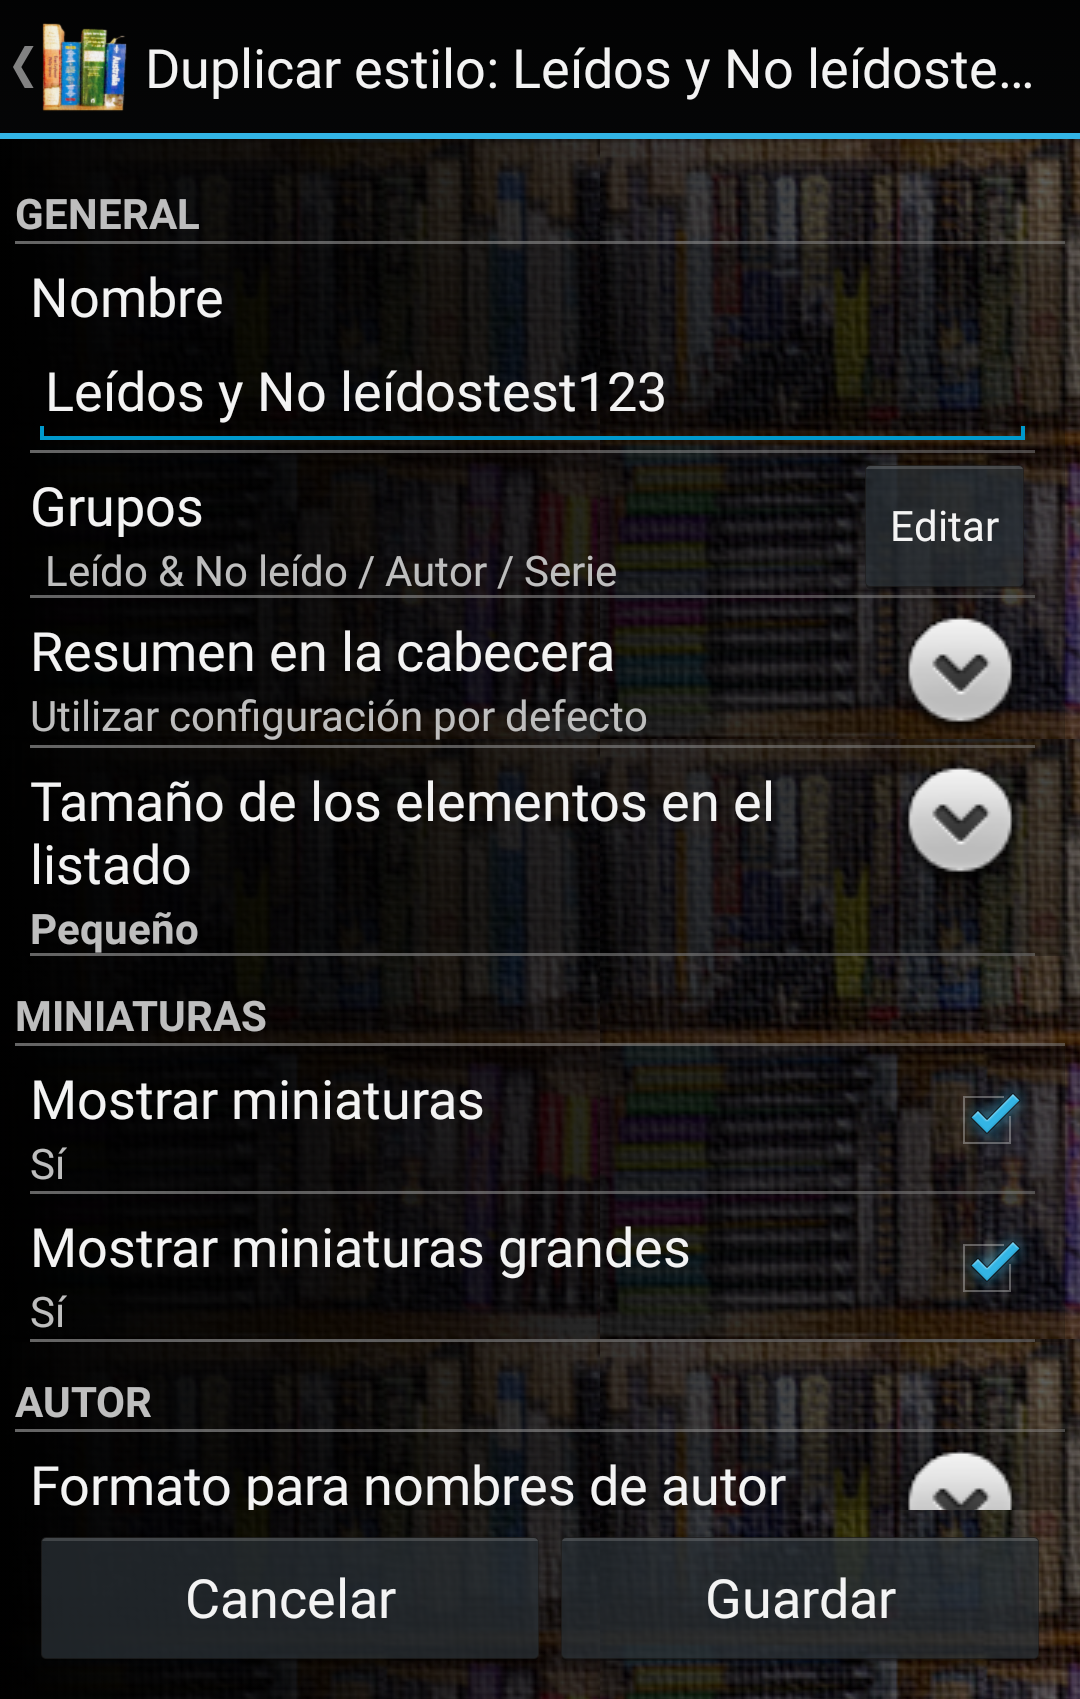 Duplicar estilo: Leídos y No leídoste...
GENERAL
Nombre
Leídos y No leídostest123
Grupos
Editar
Leído & No leído / Autor / Serie
Resumen en la cabecera
Utilizar configuración por defecto
Tamaño de los elementos en el
listado
Pequeño
MINIATURAS
Mostrar miniaturas
Sí
Mostrar miniaturas grandes
Sí
AUTOR
Formato para nombres de autor
Cancelar
Guardar